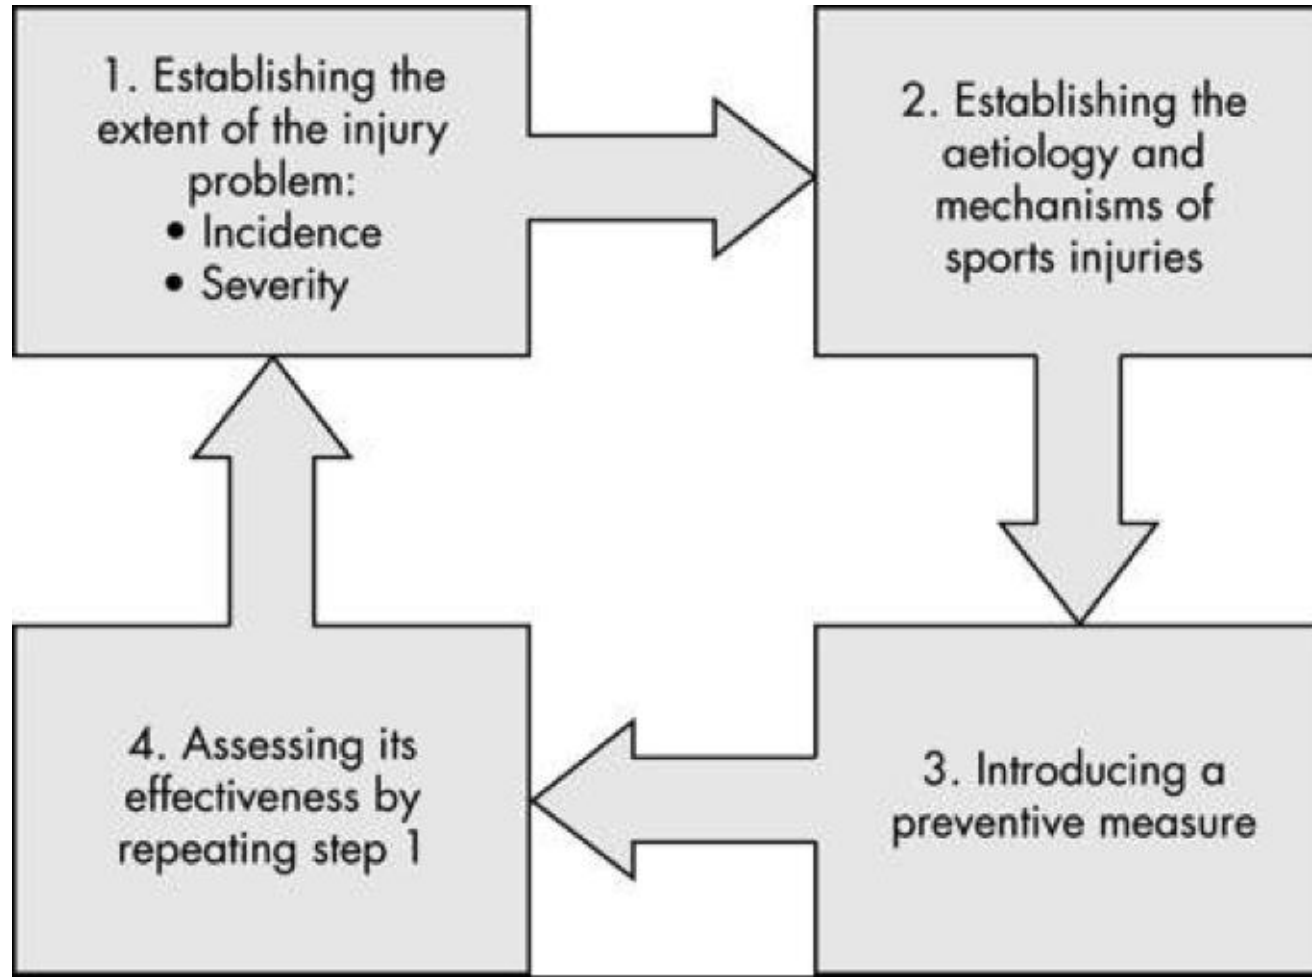 1. Establishing the
extent of the injury
problem:
• Incidence
• Severity
2. Establishing the
aetiology and
mechanisms of
sports injuries
3. Introducing a
preventive measure
4. Assessing its
effectiveness by
repeating step 1